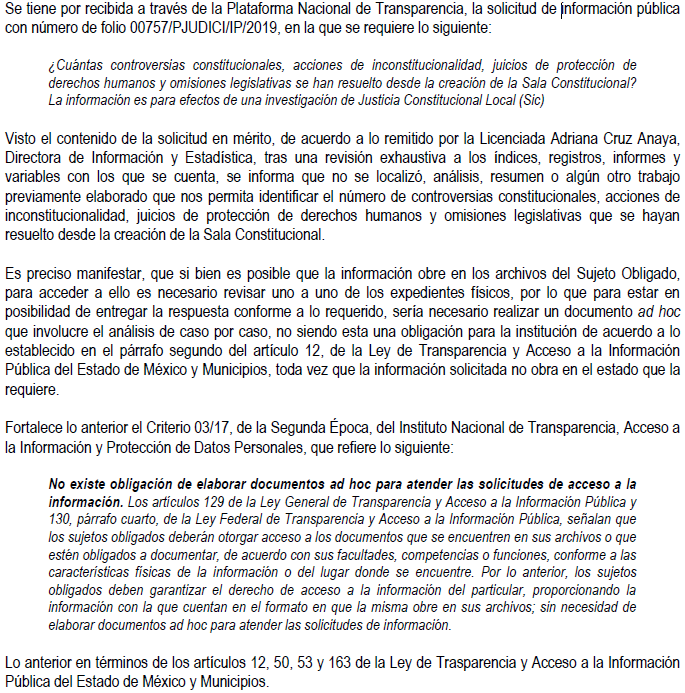 Se tiene por recibida a través de la Plataforma Nacional de Transparencia, la solicitud de información pública
con número de folio 00757/PJUDICI/IP/2019, en la que se requiere lo siguiente:
¿Cuántas controversias constitucionales, acciones de inconstitucionalidad, juicios de protección de
derechos humanos y omisiones legislativas se han resuelto desde la creación de la Sala Constitucional?
La información es para efectos de una investigación de Justicia Constitucional Local (Sic)
Visto el contenido de la solicitud en mérito, de acuerdo a lo remitido por la Licenciada Adriana Cruz Anaya,
Directora de Información y Estadística, tras una revisión exhaustiva a los índices, registros, informes y
variables con los que se cuenta, se informa que no se localizó, análisis, resumen o algún otro trabajo
previamente elaborado que nos permita identificar el número de controversias constitucionales, acciones de
inconstitucionalidad, juicios de protección de derechos humanos y omisiones legislativas que se hayan
resuelto desde la creación de la Sala Constitucional.
Es preciso manifestar, que si bien es posible que la información obre en los archivos del Sujeto Obligado,
para acceder a ello es necesario revisar uno a uno de los expedientes físicos, por lo que para estar en
posibilidad de entregar la respuesta conforme a lo requerido, sería necesario realizar un documento ad hoc
que involucre el análisis de caso por caso, no siendo esta una obligación para la institución de acuerdo a lo
establecido en el párrafo segundo del artículo 12, de la Ley de Transparencia y Acceso a la Información
Pública del Estado de México y Municipios, toda vez que la información solicitada no obra en el estado que la
requiere.
Fortalece lo anterior el Criterio 03/17, de la Segunda Época, del Instituto Nacional de Transparencia, Acceso a
la Información y Protección de Datos Personales, que refiere lo siguiente:
No existe obligación de elaborar documentos ad hoc para atender las solicitudes de acceso a la
información. Los artículos 129 de la Ley General de Transparencia y Acceso a la Información Pública y
130, párrafo cuarto, de la Ley Federal de Transparencia y Acceso a la Información Pública, señalan que
los sujetos obligados deberán otorgar acceso a los documentos que se encuentren en sus archivos o que
estén obligados a documentar, de acuerdo con sus facultades, competencias o funciones, conforme a las
características físicas de la información o del lugar donde se encuentre. Por lo anterior, los sujetos
obligados deben garantizar el derecho de acceso a la información del particular, proporcionando la
información con la que cuentan en el formato en que la misma obre en sus archivos; sin necesidad de
elaborar documentos ad hoc para atender las solicitudes de información.
Lo anterior en términos de los artículos 12, 50, 53 y 163 de la Ley de Trasparencia y Acceso a la Información
Pública del Estado de México y Municipios.